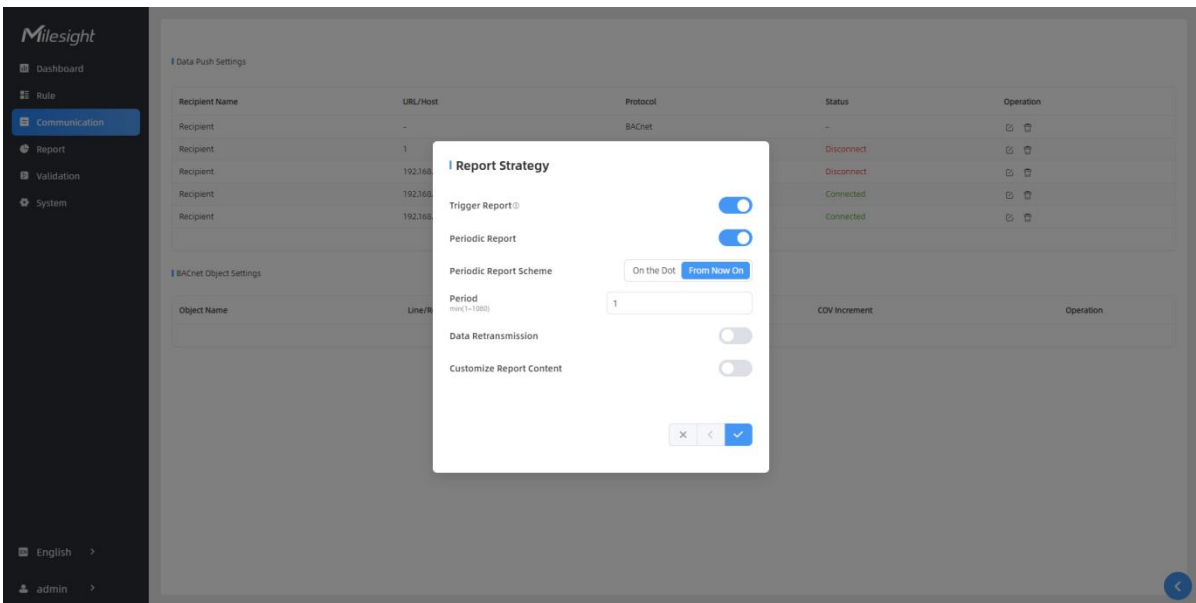 Milesight
Dashboard
Rule
Communication
Report
Validation
System
English
admin
Data Push Settings
Recipient Name URL/Host Protocol Status Operation
Recipient - BACnet -
Recipient 1 Disconnect
Recipient 192.168. Disconnect
Recipient 192.168. Connected
Recipient 192.168. Connected
BACnet Object Settings
Object Name Line/R COV Increment Operation
Report Strategy
Trigger Report
Periodic Report
Periodic Report Scheme On the Dot From Now On
Period 1
min(1~1080)
Data Retransmission
Customize Report Content